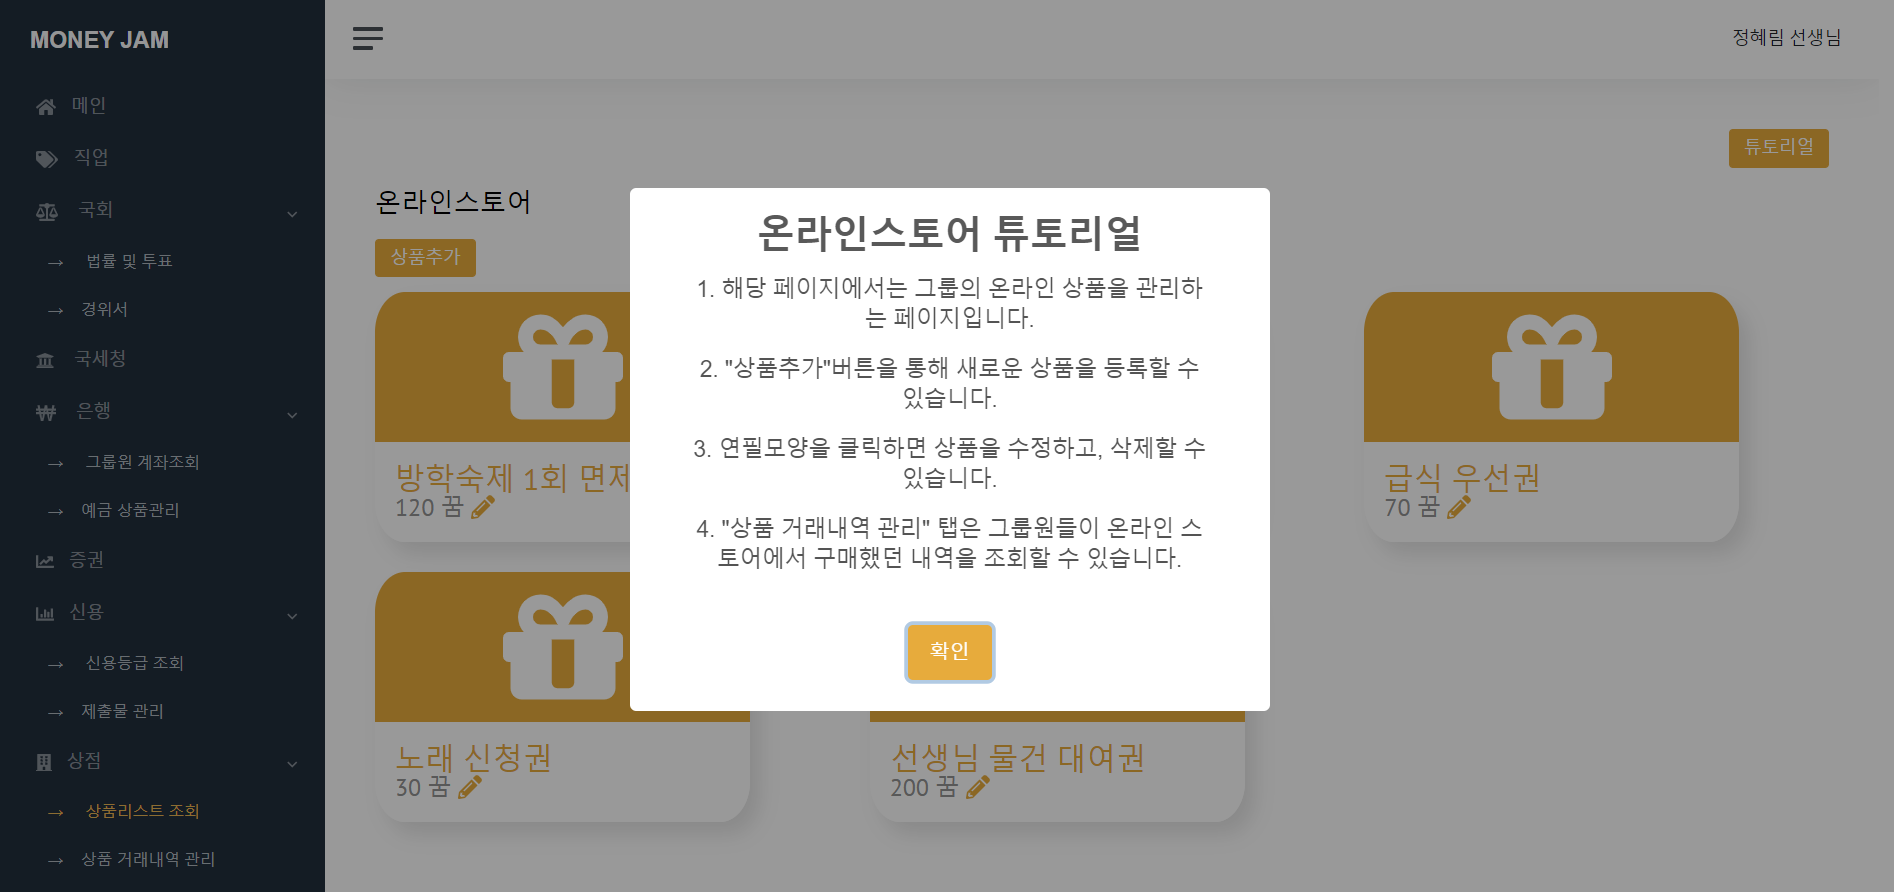 MONEY JAM
정혜림 선생님
메인
직업
국회
→ 법률 및 투표
→ 경위서
국세청
은행
→ 그룹원 계좌조회
→ 예금 상품관리
증권
신용
→ 신용등급 조회
→ 제출물 관리
상점
→ 상품리스트 조회
→ 상품 거래내역 관리
튜토리얼
온라인스토어
상품추가
온라인스토어 튜토리얼
1. 해당 페이지에서는 그룹의 온라인 상품을 관리하
는 페이지입니다.
2. "상품추가"버튼을 통해 새로운 상품을 등록할 수
있습니다.
3. 연필모양을 클릭하면 상품을 수정하고, 삭제할 수
있습니다.
4. "상품 거래내역 관리" 탭은 그룹원들이 온라인 스
토어에서 구매했던 내역을 조회할 수 있습니다.
확인
방학숙제 1회 면제
120 꿈
급식 우선권
70 꿈
노래 신청권
30 꿈
선생님 물건 대여권
200 꿈